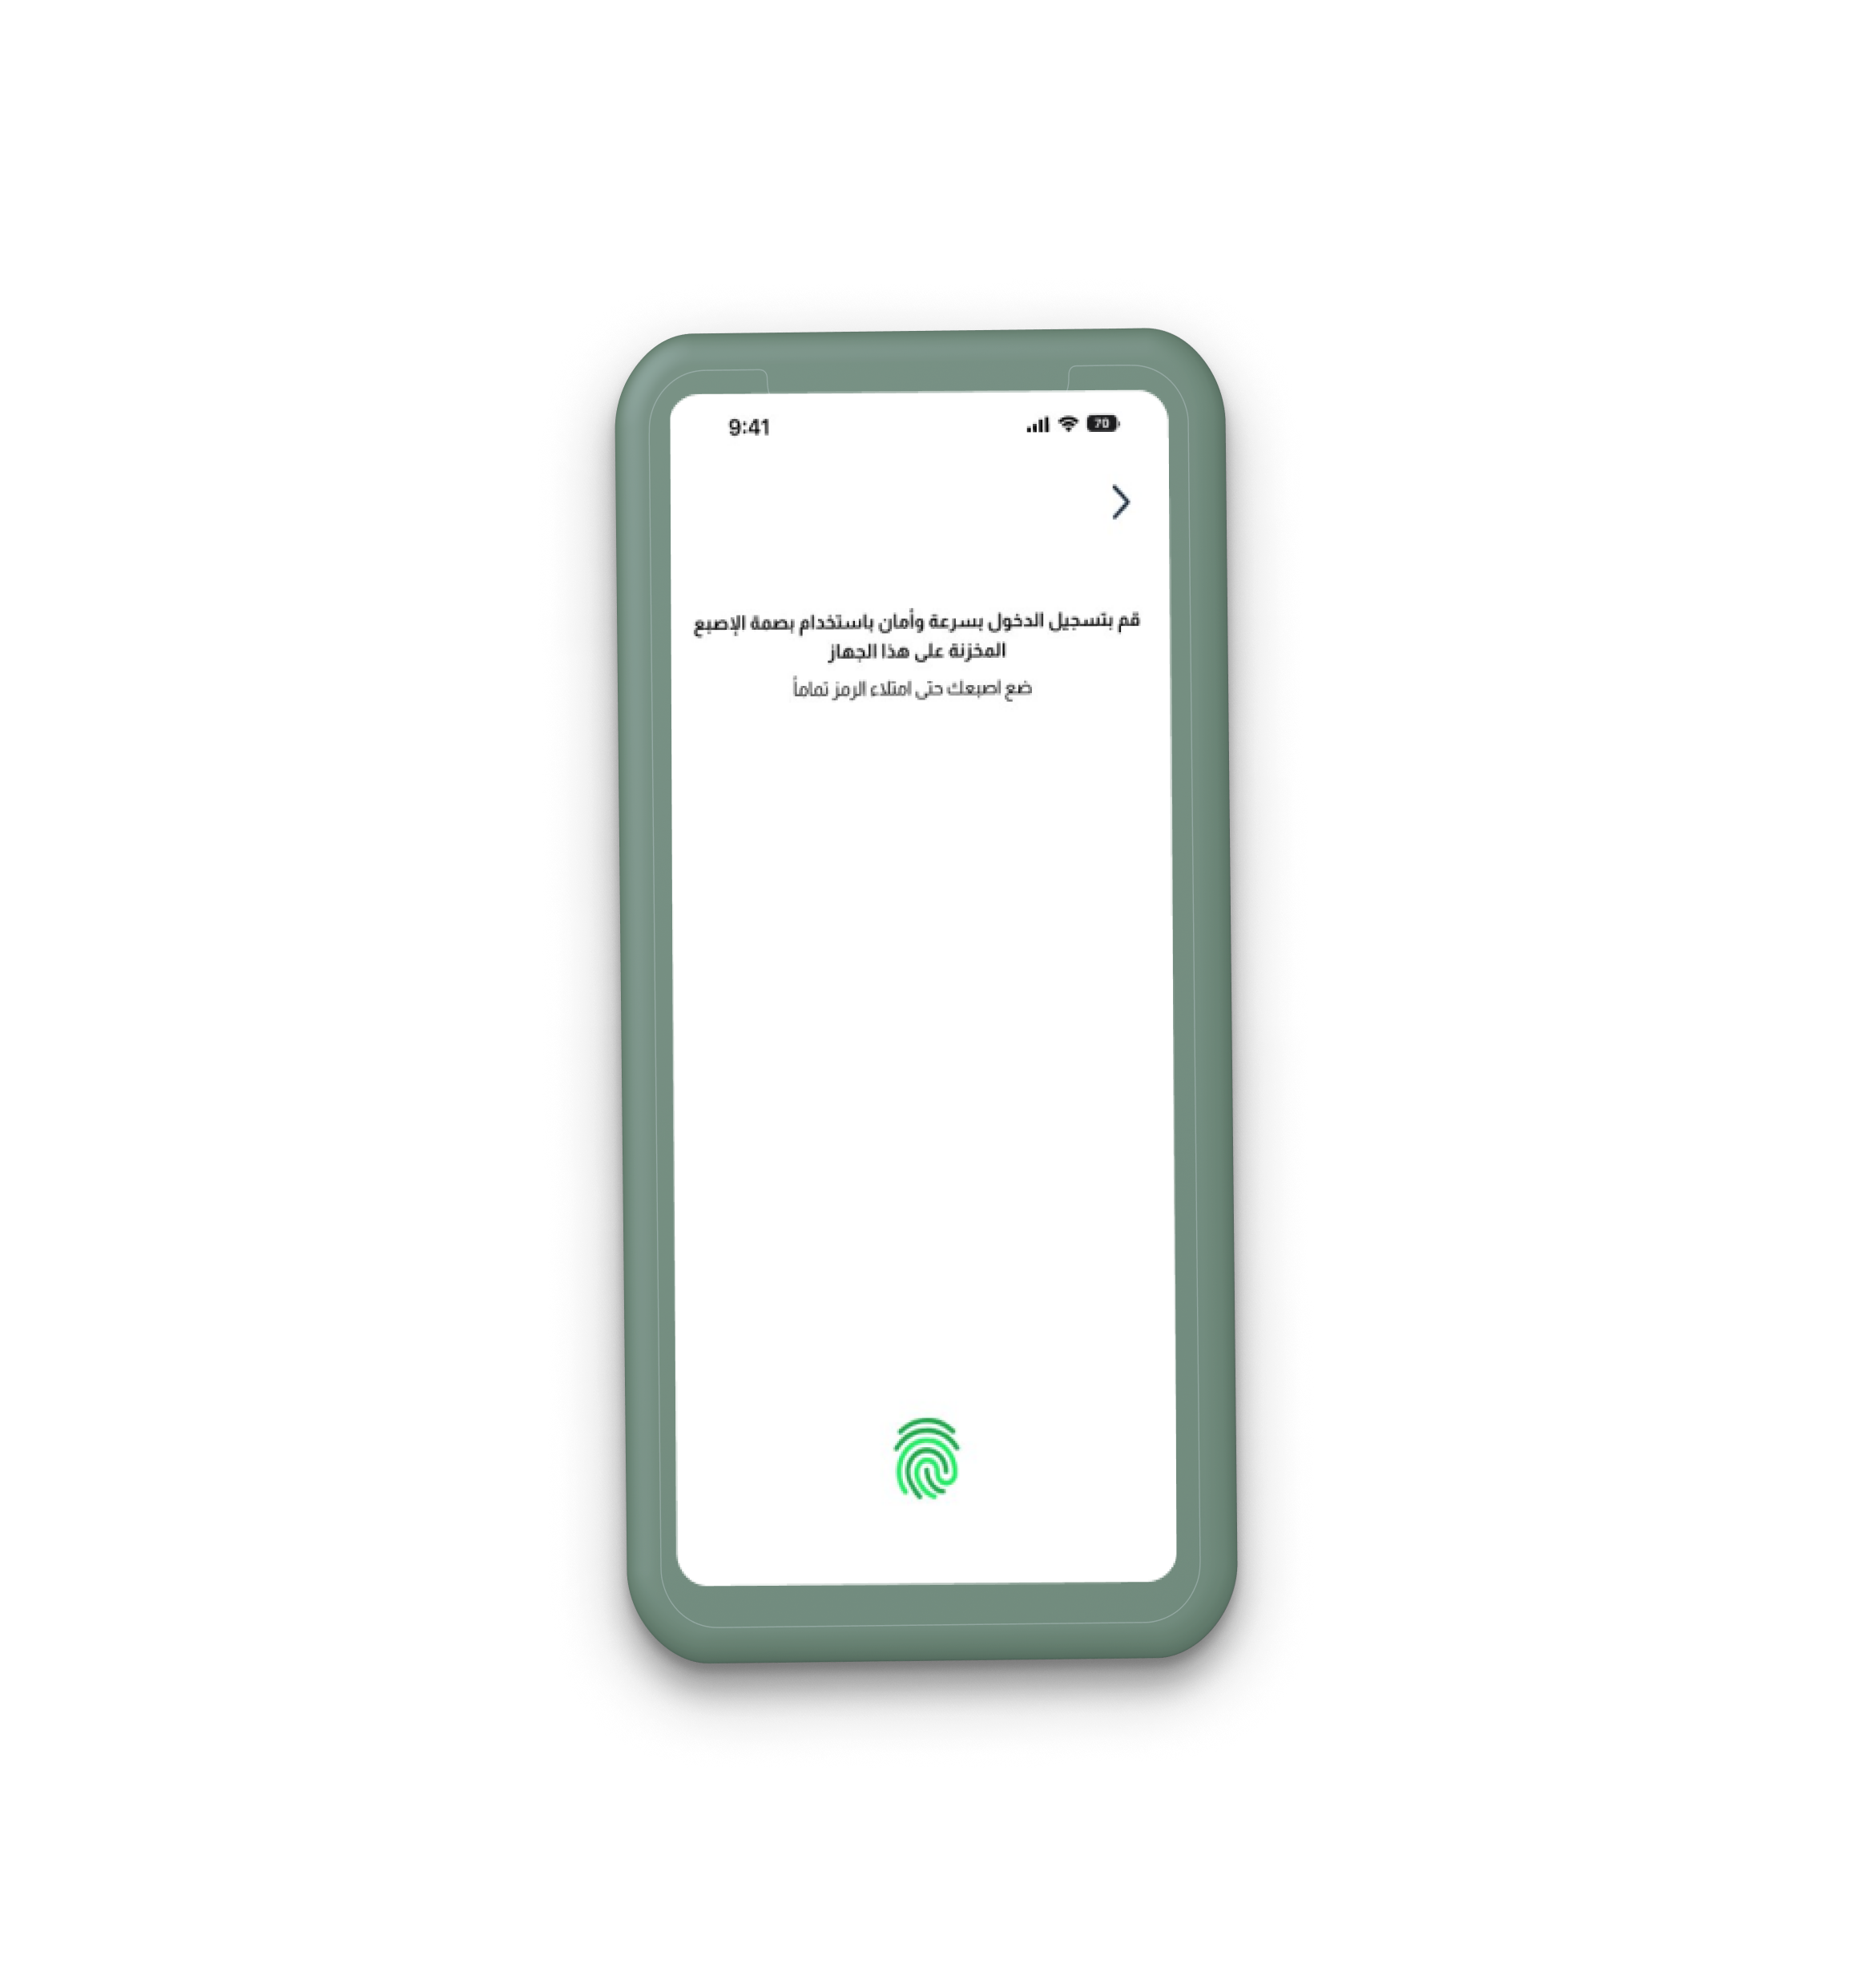 9:41
70
قم بتسجيل الدخول بسرعة وأمان باستخدام بصمة الإصبع
المخزنة على هذا الجهاز
ضع اصبعك حتى امتلاء الرمز تماماً